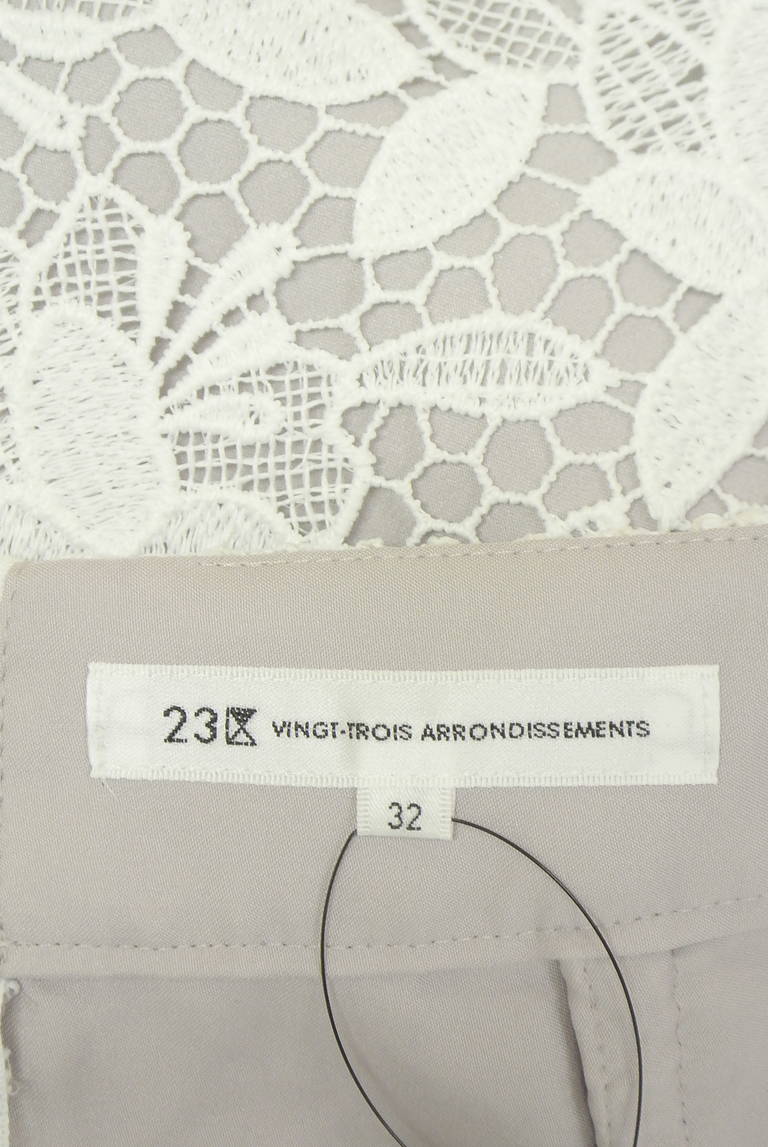 23区 VINGT-TROIS ARRONDISSEMENTS
32